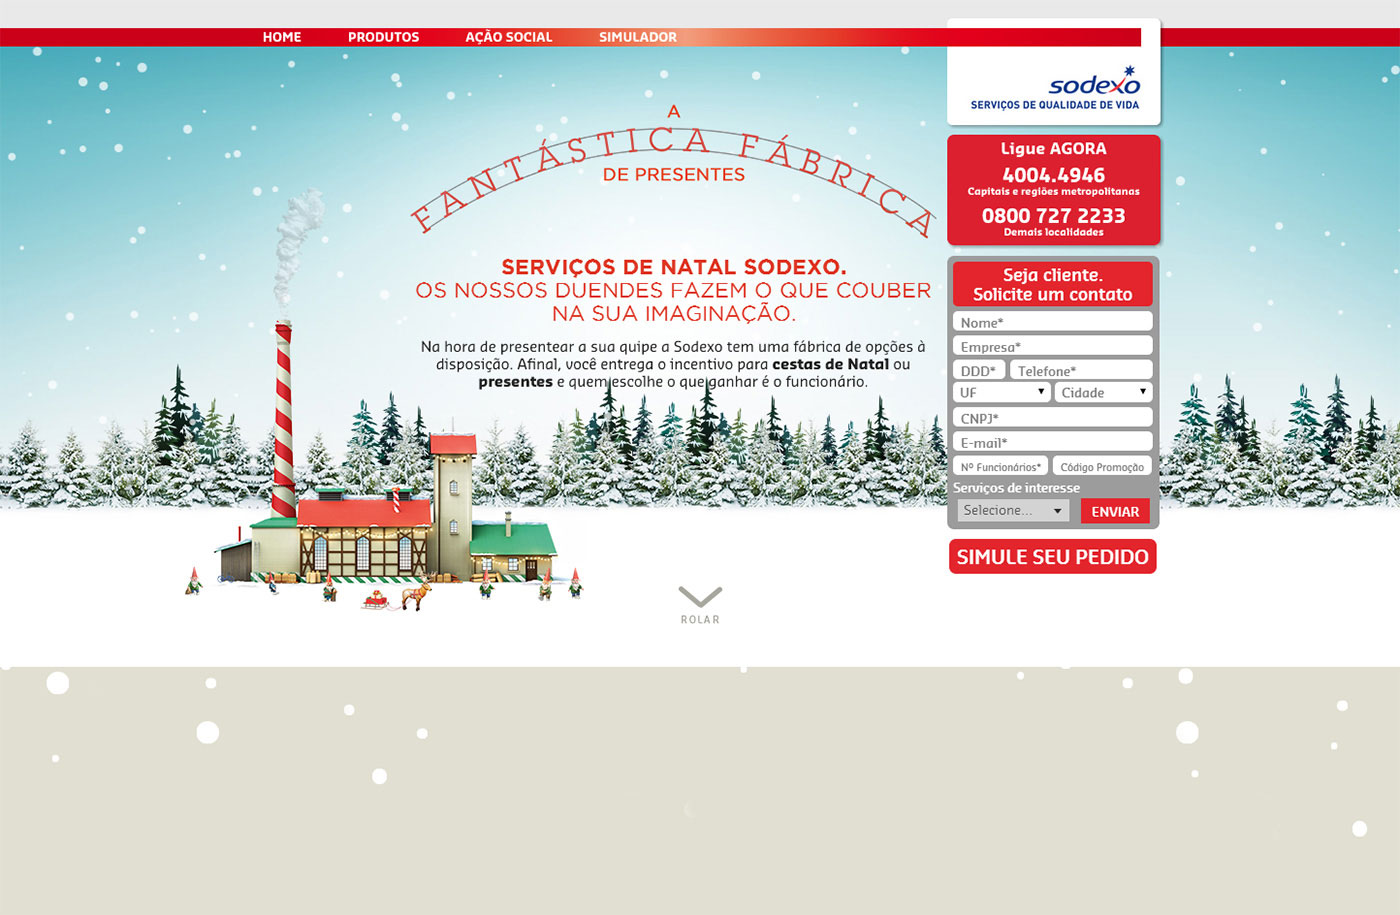 HOME PRODUTOS AÇÃO SOCIAL SIMULADOR
sodexo
SERVIÇOS DE QUALIDADE DE VIDA
A
FANTÁSTICA FÁBRICA
DE PRESENTES
SERVIÇOS DE NATAL SODEXO.
OS NOSSOS DUENDES FAZEM O QUE COUBER
NA SUA IMAGINAÇÃO.
Na hora de presentear a sua quipe a Sodexo tem uma fábrica de opções à
disposição. Afinal, você entrega o incentivo para cestas de Natal ou
presentes e quem escolhe o que ganhar é o funcionário.
Ligue AGORA
4004.4946
Capitais e regiões metropolitanas
0800 727 2233
Demais localidades
Seja cliente.
Solicite um contato
Nome*
Empresa*
DDD* Telefone*
UF Cidade
CNPJ*
E-mail*
Nº Funcionários* Código Promoção
Serviços de interesse
Selecione... ENVIAR
SIMULE SEU PEDIDO
ROLAR